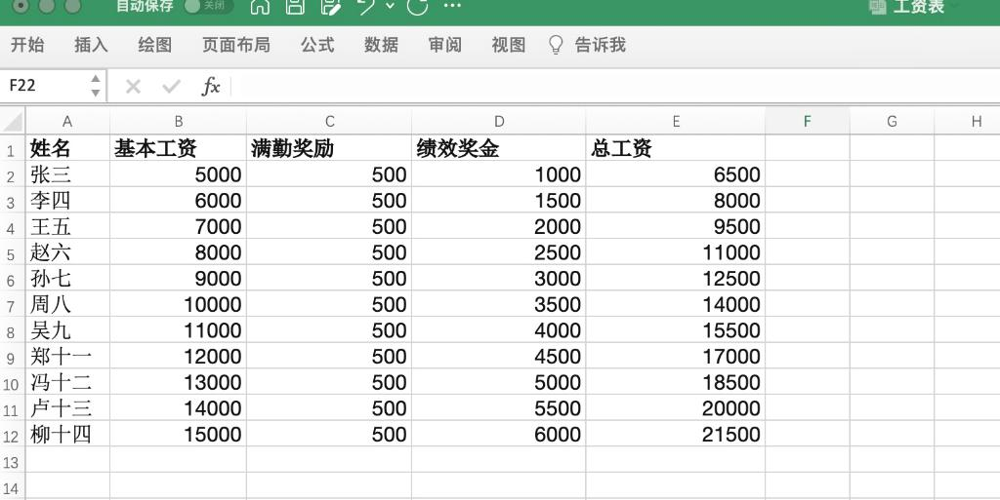 自动保存 关闭 工资表
开始 插入 绘图 页面布局 公式 数据 审阅 视图 告诉我
F22 fx
A B C D E F G H
1 姓名 基本工资 满勤奖励 绩效奖金 总工资
2 张三 5000 500 1000 6500
3 李四 6000 500 1500 8000
4 王五 7000 500 2000 9500
5 赵六 8000 500 2500 11000
6 孙七 9000 500 3000 12500
7 周八 10000 500 3500 14000
8 吴九 11000 500 4000 15500
9 郑十一 12000 500 4500 17000
10 冯十二 13000 500 5000 18500
11 卢十三 14000 500 5500 20000
12 柳十四 15000 500 6000 21500
13
14